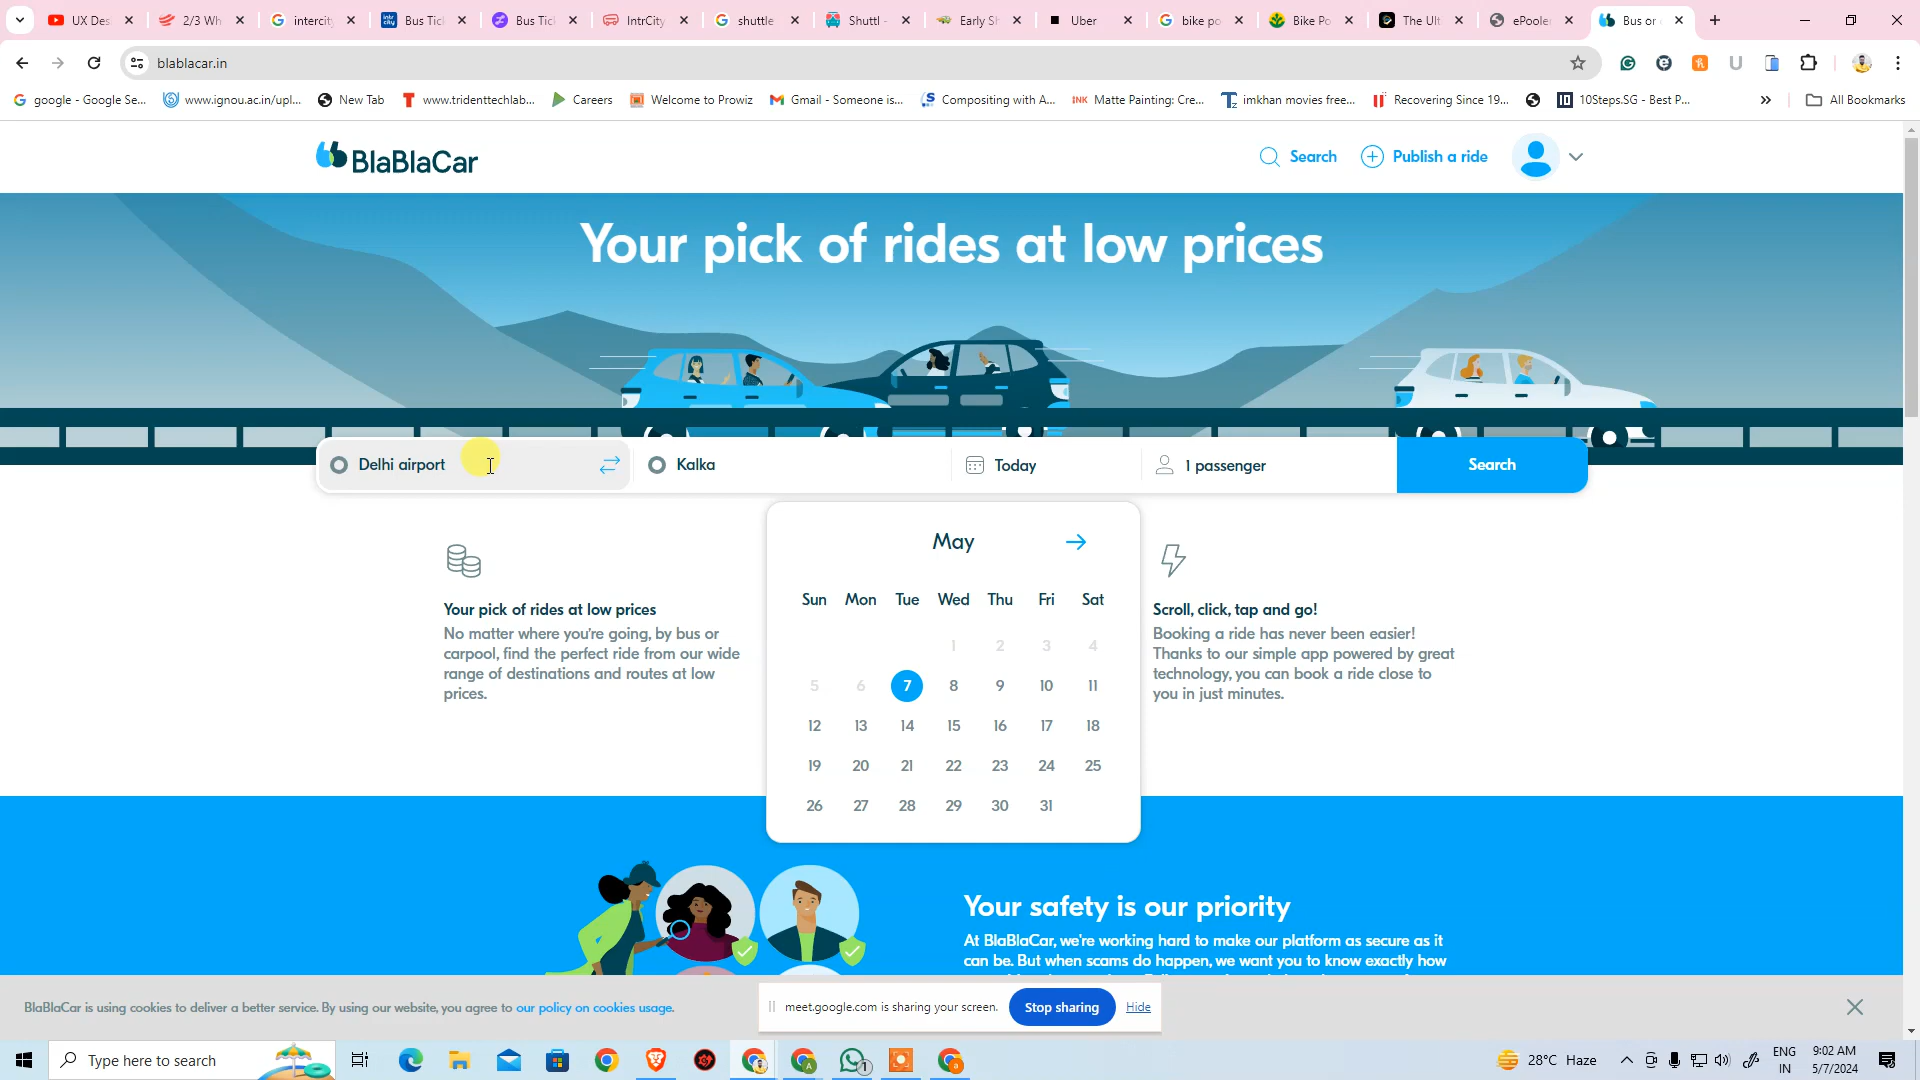 UX Des
2/3 Wh
intercity
Bus Tick
Bus Tick
IntrCity
shuttle
Shuttl -
Early Sh
Uber
bike po
Bike Po
The Ulti
ePooler
Bus or
blablacar.in
google - Google Se...
www.ignou.ac.in/upl...
New Tab
www.tridenttechlab...
Careers
Welcome to Prowiz
Gmail - Someone is...
Compositing with A...
Matte Painting: Cre...
imkhan movies free...
Recovering Since 19...
10Steps.SG - Best P...
All Bookmarks
BlaBlaCar
Search
Publish a ride
Your pick of rides at low prices
Delhi airport
Kalka
Today
1 passenger
Search
May
Sun Mon Tue Wed Thu Fri Sat
1 2 3 4
5 6 7 8 9 10 11
12 13 14 15 16 17 18
19 20 21 22 23 24 25
26 27 28 29 30 31
Your pick of rides at low prices
No matter where you're going, by bus or
carpool, find the perfect ride from our wide
range of destinations and routes at low
prices.
Scroll, click, tap and go!
Booking a ride has never been easier!
Thanks to our simple app powered by great
technology, you can book a ride close to
you in just minutes.
Your safety is our priority
At BlaBlaCar, we're working hard to make our platform as secure as it
can be. But when scams do happen, we want you to know exactly how
BlaBlaCar is using cookies to deliver a better service. By using our website, you agree to our policy on cookies usage.
meet.google.com is sharing your screen.
Stop sharing
Hide
Type here to search
28°C Haze
ENG
IN
9:02 AM
5/7/2024